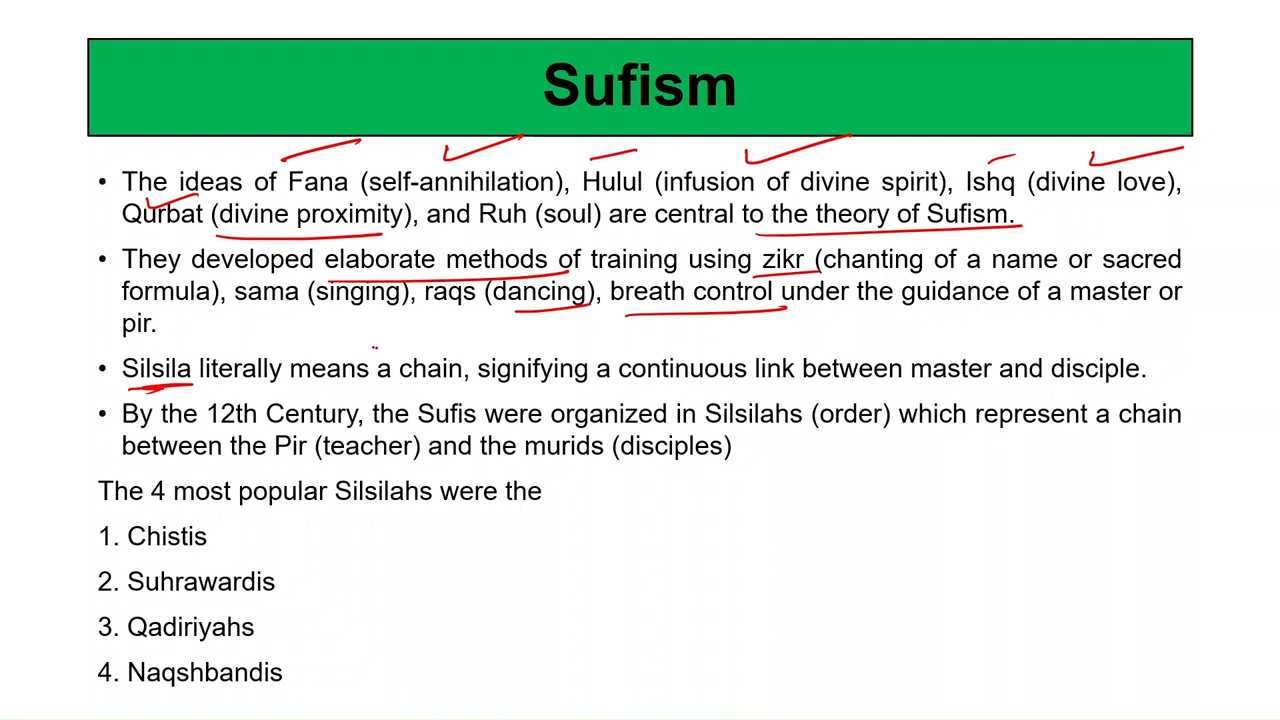 Sufism
• The ideas of Fana (self-annihilation), Hulul (infusion of divine spirit), Ishq (divine love),
Qurbat (divine proximity), and Ruh (soul) are central to the theory of Sufism.
• They developed elaborate methods of training using zikr (chanting of a name or sacred
formula), sama (singing), raqs (dancing), breath control under the guidance of a master or
pir.
• Silsila literally means a chain, signifying a continuous link between master and disciple.
• By the 12th Century, the Sufis were organized in Silsilahs (order) which represent a chain
between the Pir (teacher) and the murids (disciples)
The 4 most popular Silsilahs were the
1. Chistis
2. Suhrawardis
3. Qadiriyahs
4. Naqshbandis